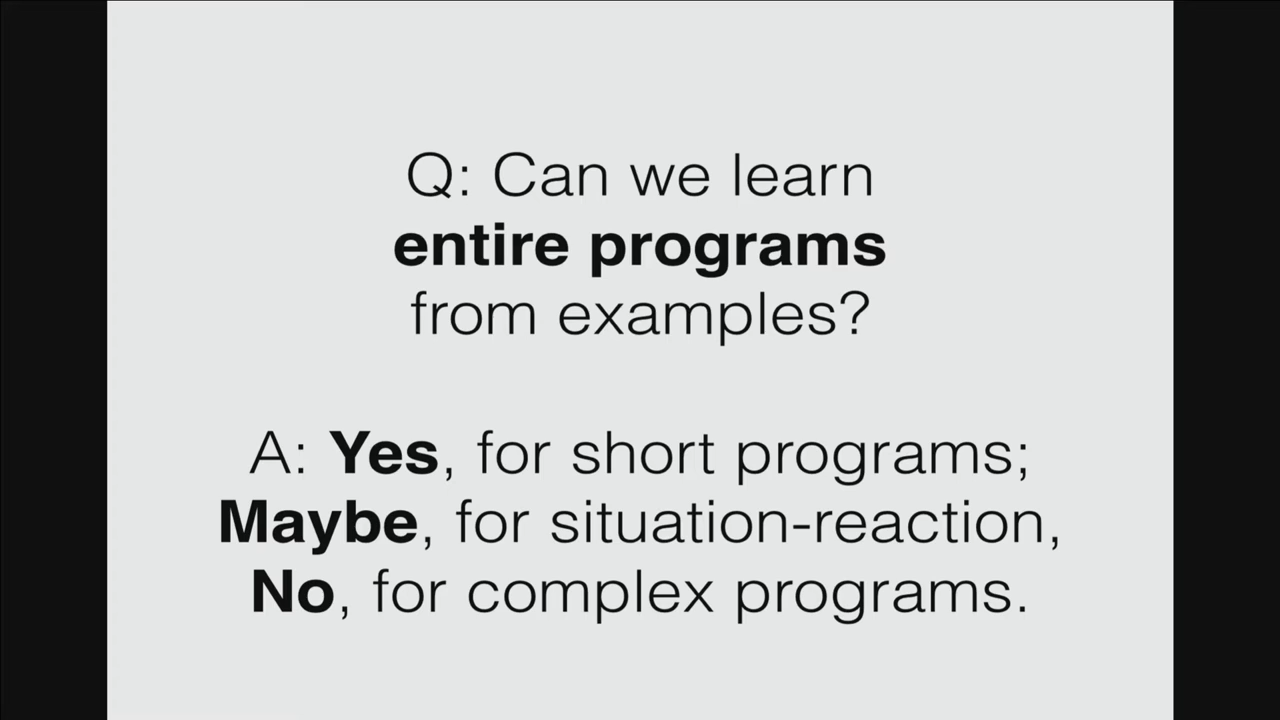 Q: Can we learn
entire programs
from examples?
A: Yes, for short programs;
Maybe, for situation-reaction,
No, for complex programs.